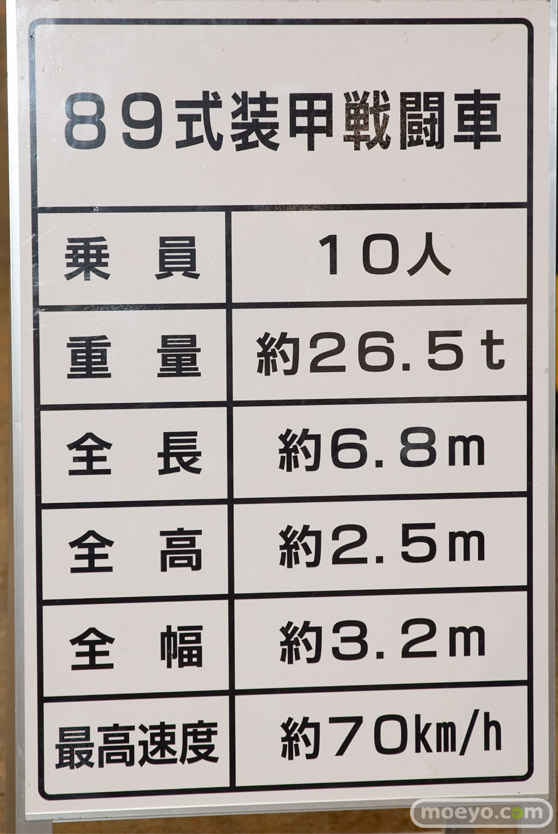 89式装甲戦闘車
乗員 10人
重量 約26.5t
全長 約6.8m
全高 約2.5m
全幅 約3.2m
最高速度 約70km/h
moeyo.com